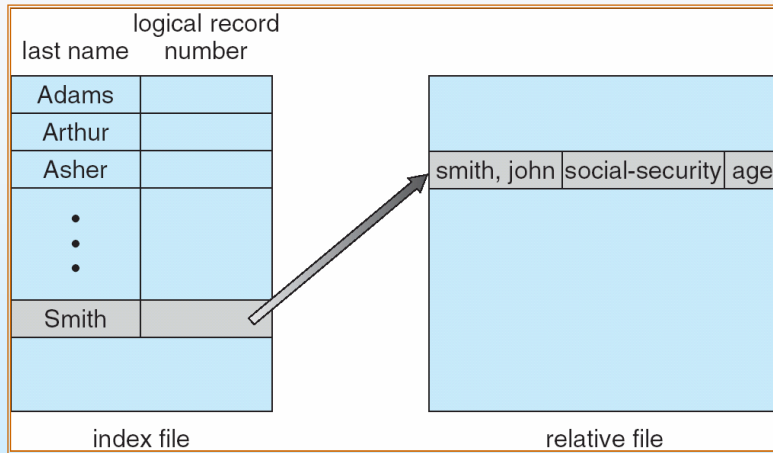 logical record
last name number
Adams
Arthur
Asher
smith, john social-security age
Smith
index file relative file